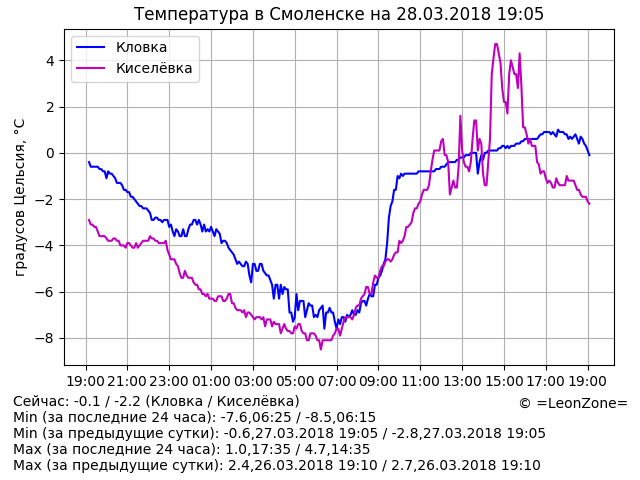 Температура в Смоленске на 28.03.2018 19:05
Кловка
Киселёвка
градусов Цельсия, °C
4
2
0
−2
−4
−6
−8
19:00 21:00 23:00 01:00 03:00 05:00 07:00 09:00 11:00 13:00 15:00 17:00 19:00
Сейчас: -0.1 / -2.2 (Кловка / Киселёвка)
© =LeonZone=
Min (за последние 24 часа): -7.6,06:25 / -8.5,06:15
Min (за предыдущие сутки): -0.6,27.03.2018 19:05 / -2.8,27.03.2018 19:05
Max (за последние 24 часа): 1.0,17:35 / 4.7,14:35
Max (за предыдущие сутки): 2.4,26.03.2018 19:10 / 2.7,26.03.2018 19:10